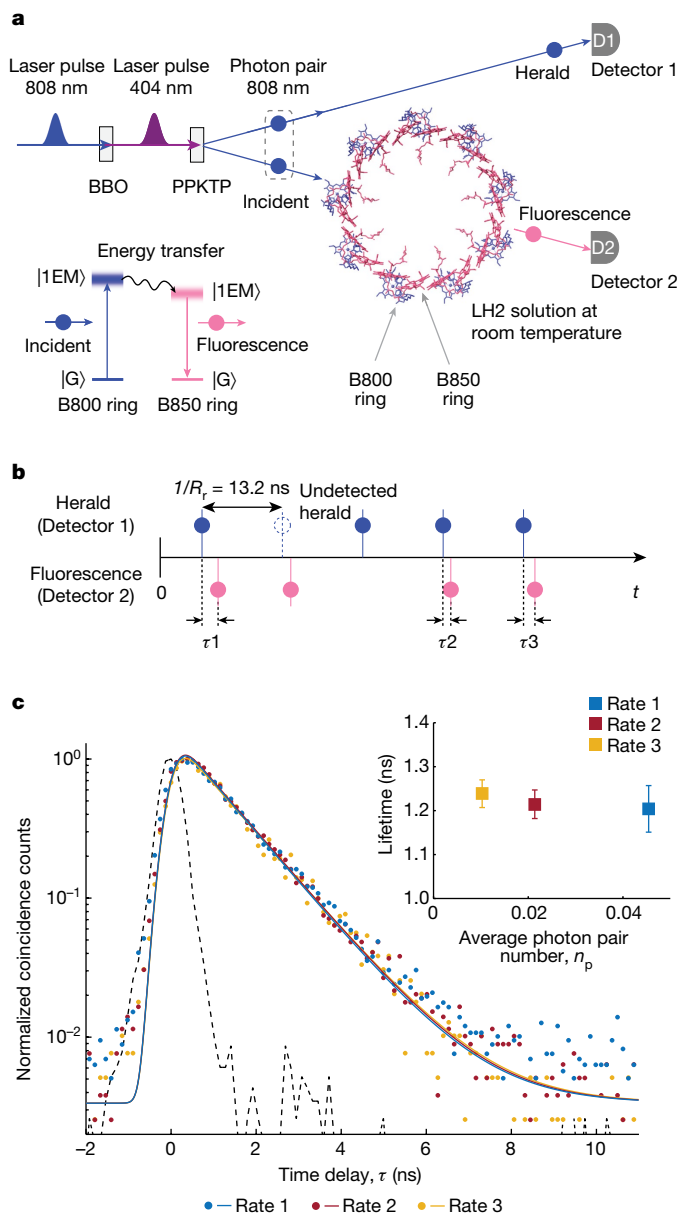 a
Laser pulse
808 nm
Laser pulse
404 nm
Photon pair
808 nm
Herald
D1
Detector 1
BBO
PPKTP
Incident
Fluorescence
D2
Detector 2
Energy transfer
|1EM⟩
|1EM⟩
Incident
Fluorescence
|G⟩
|G⟩
B800 ring
B850 ring
LH2 solution at
room temperature
B800
ring
B850
ring
b
1/Rr = 13.2 ns
Undetected
herald
Herald
(Detector 1)
Fluorescence
(Detector 2)
0
t
τ1
τ2
τ3
c
Rate 1
Rate 2
Rate 3
1.4
1.3
1.2
1.1
1.0
Lifetime (ns)
0
0.02
0.04
Average photon pair
number, np
10⁰
10⁻¹
10⁻²
Normalized coincidence counts
−2
0
2
4
6
8
10
Time delay, τ (ns)
Rate 1
Rate 2
Rate 3